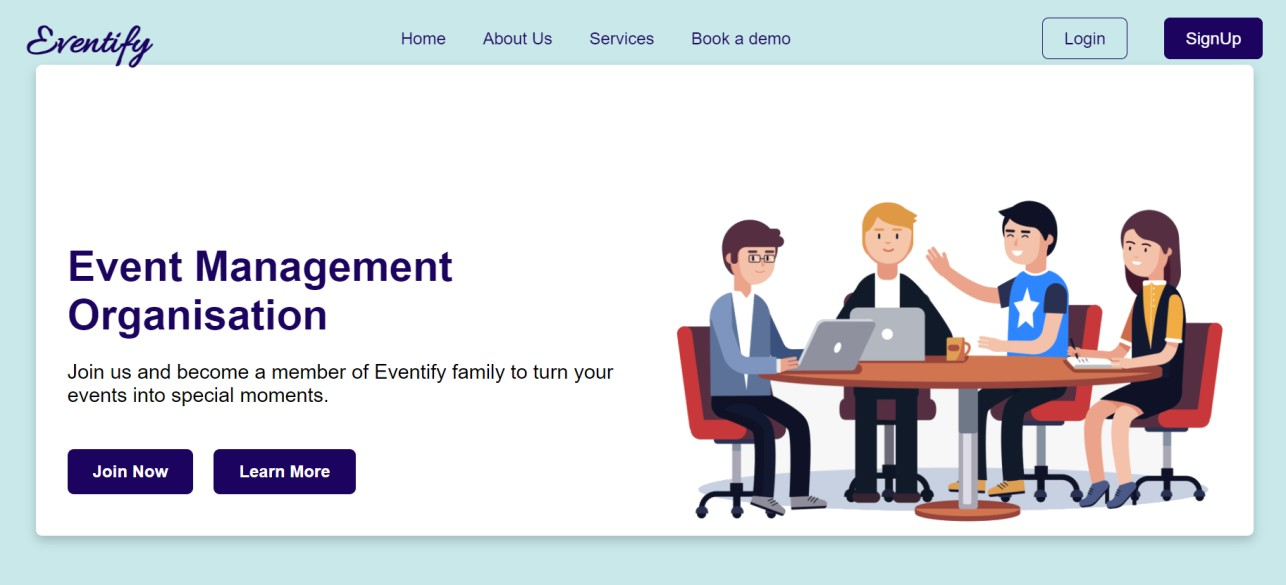 Eventify
Home
About Us
Services
Book a demo
Login
SignUp
Event Management
Organisation
Join us and become a member of Eventify family to turn your
events into special moments.
Join Now
Learn More